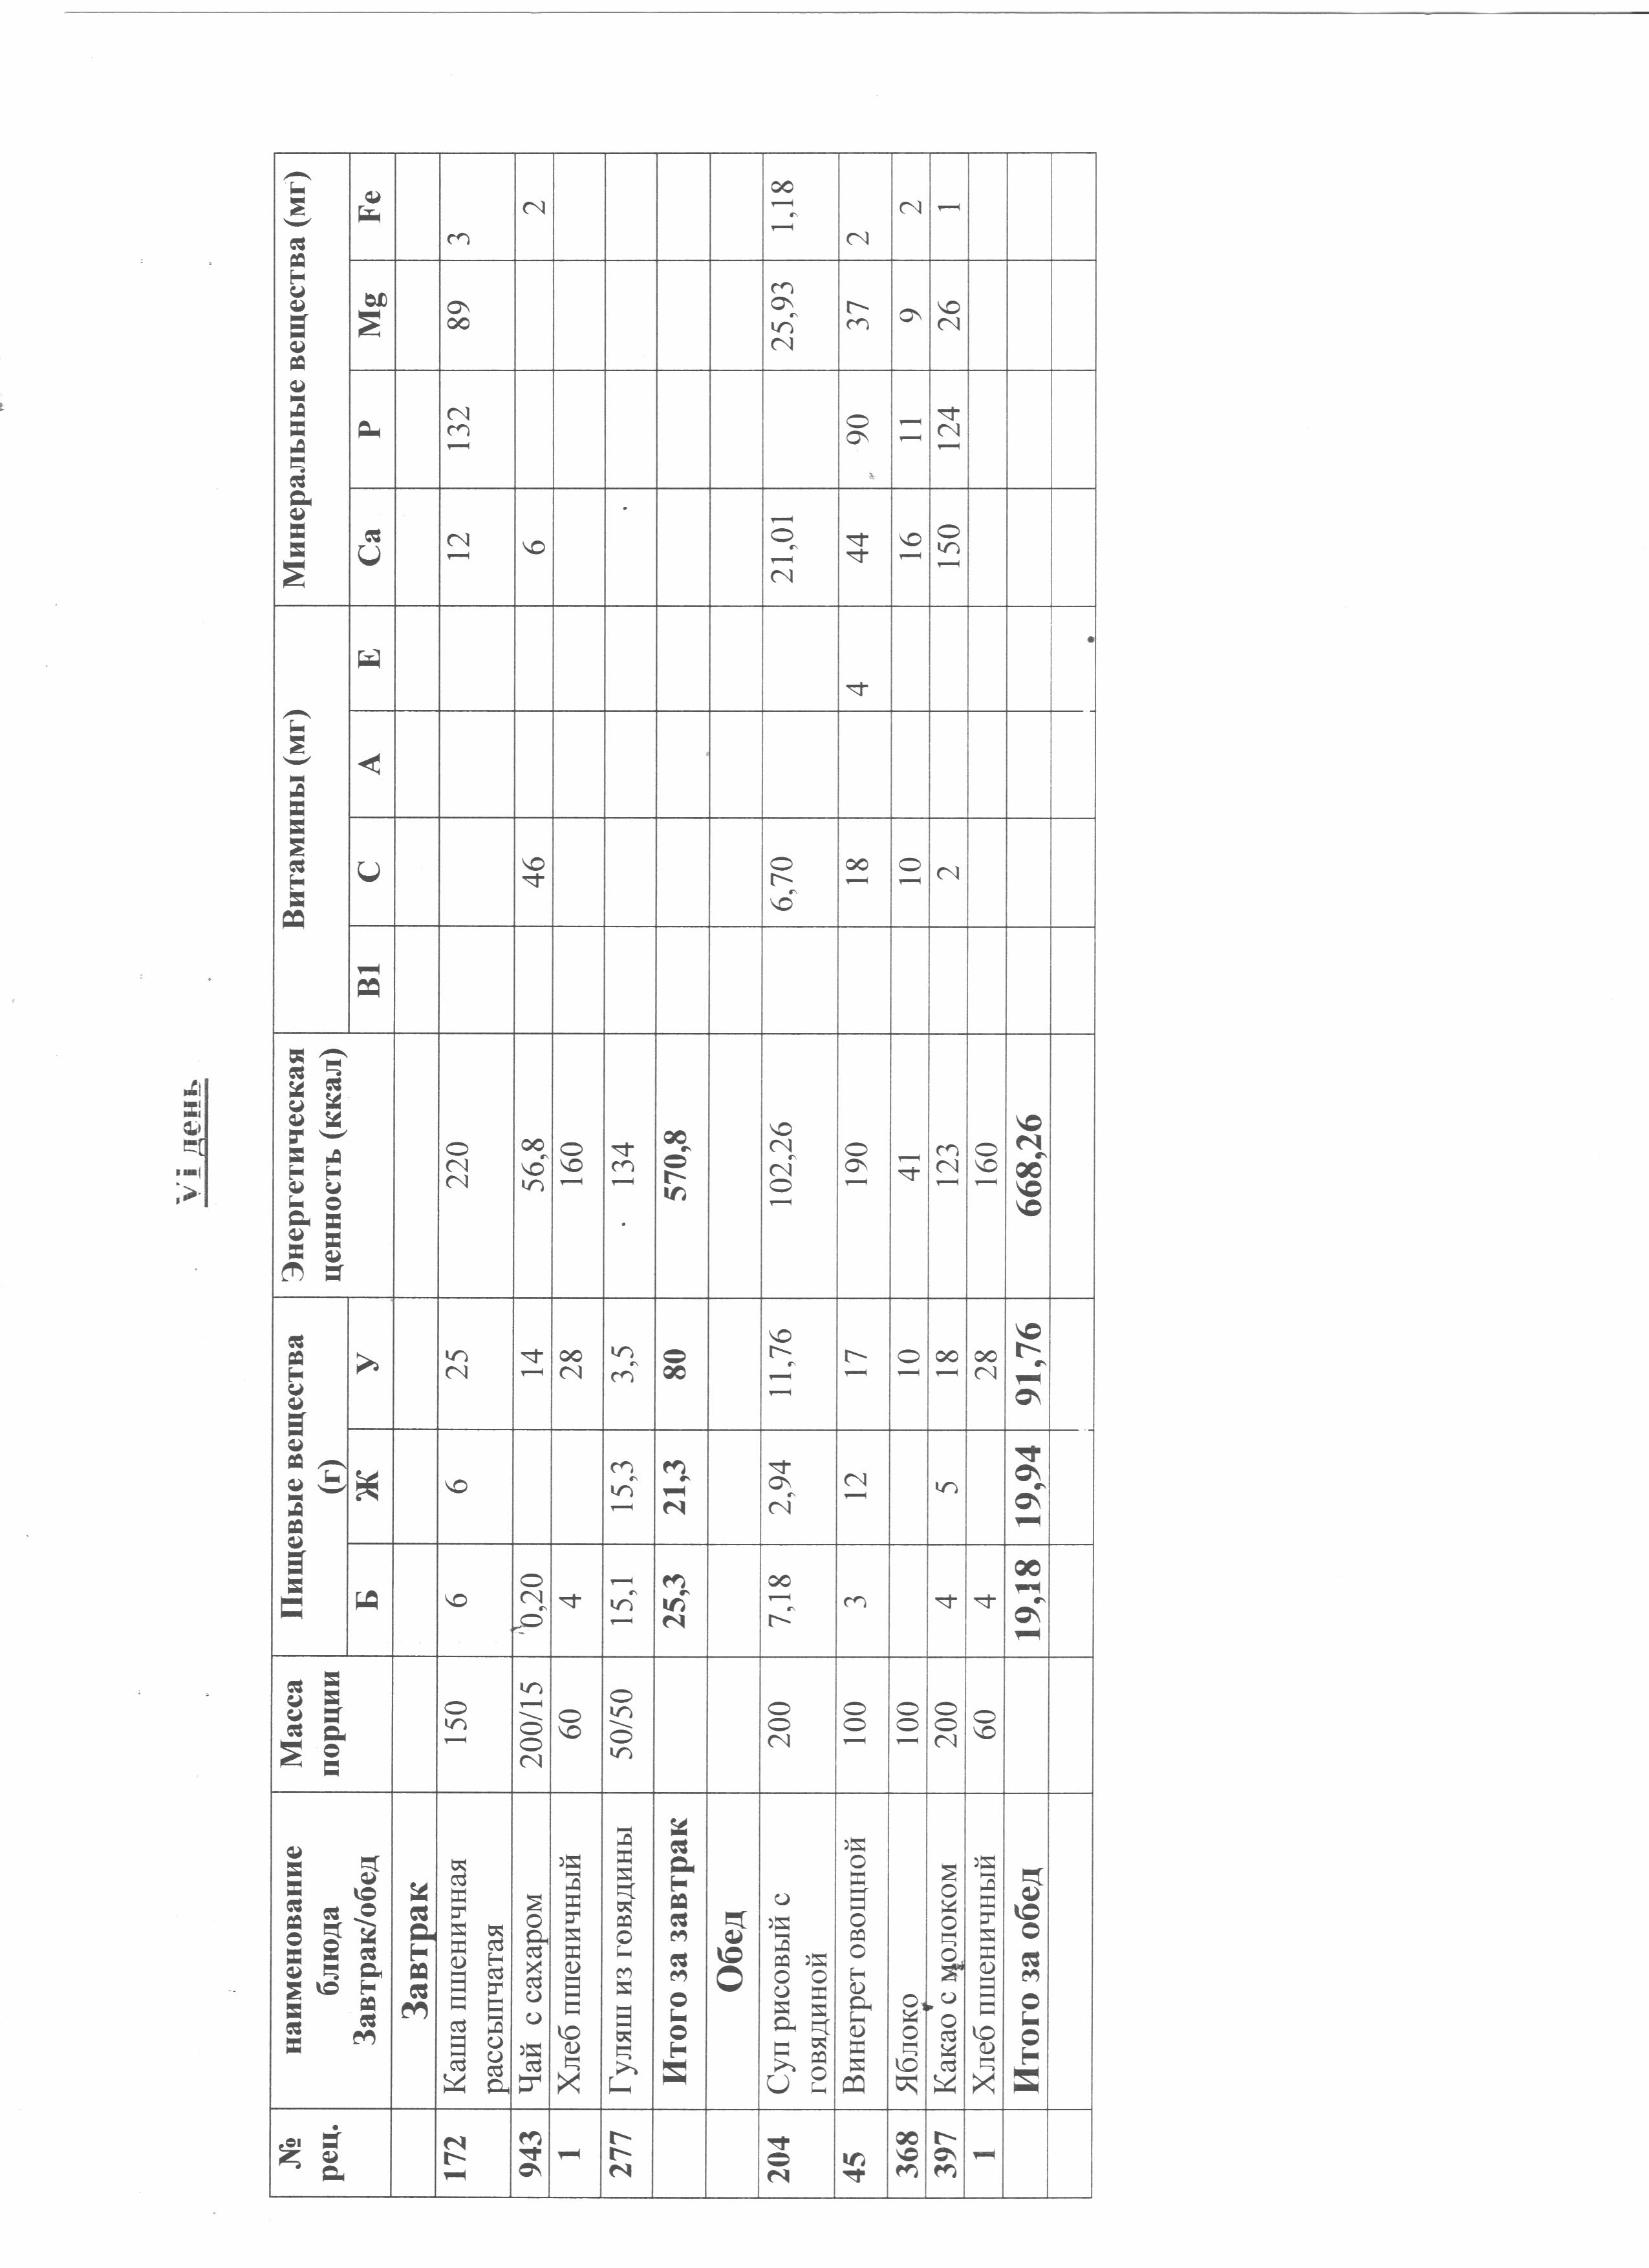 VI день
№ рец. наименование блюда Завтрак/обед Масса порции Пищевые вещества (г) Энергетическая ценность (ккал) Витамины (мг) Минеральные вещества (мг)
Б Ж У В1 С А Е Ca P Mg Fe
Завтрак
172 Каша пшеничная 150 6 6 25 220 12 132 89 3
рассыпчатая
943 Чай с сахаром 200/15 0,20 14 56,8 46 6 2
1 Хлеб пшеничный 60 4 28 160
277 Гуляш из говядины 50/50 15,1 15,3 3,5 134
Итого за завтрак 25,3 21,3 80 570,8
Обед
204 Суп рисовый с 200 7,18 2,94 11,76 102,26 6,70 21,01 25,93 1,18
говядиной
45 Винегрет овощной 100 3 12 17 190 18 4 44 90 37 2
368 Яблоко 100 10 41 10 16 11 9 2
397 Какао с молоком 200 4 5 18 123 2 150 124 26 1
1 Хлеб пшеничный 60 4 28 160
Итого за обед 19,18 19,94 91,76 668,26